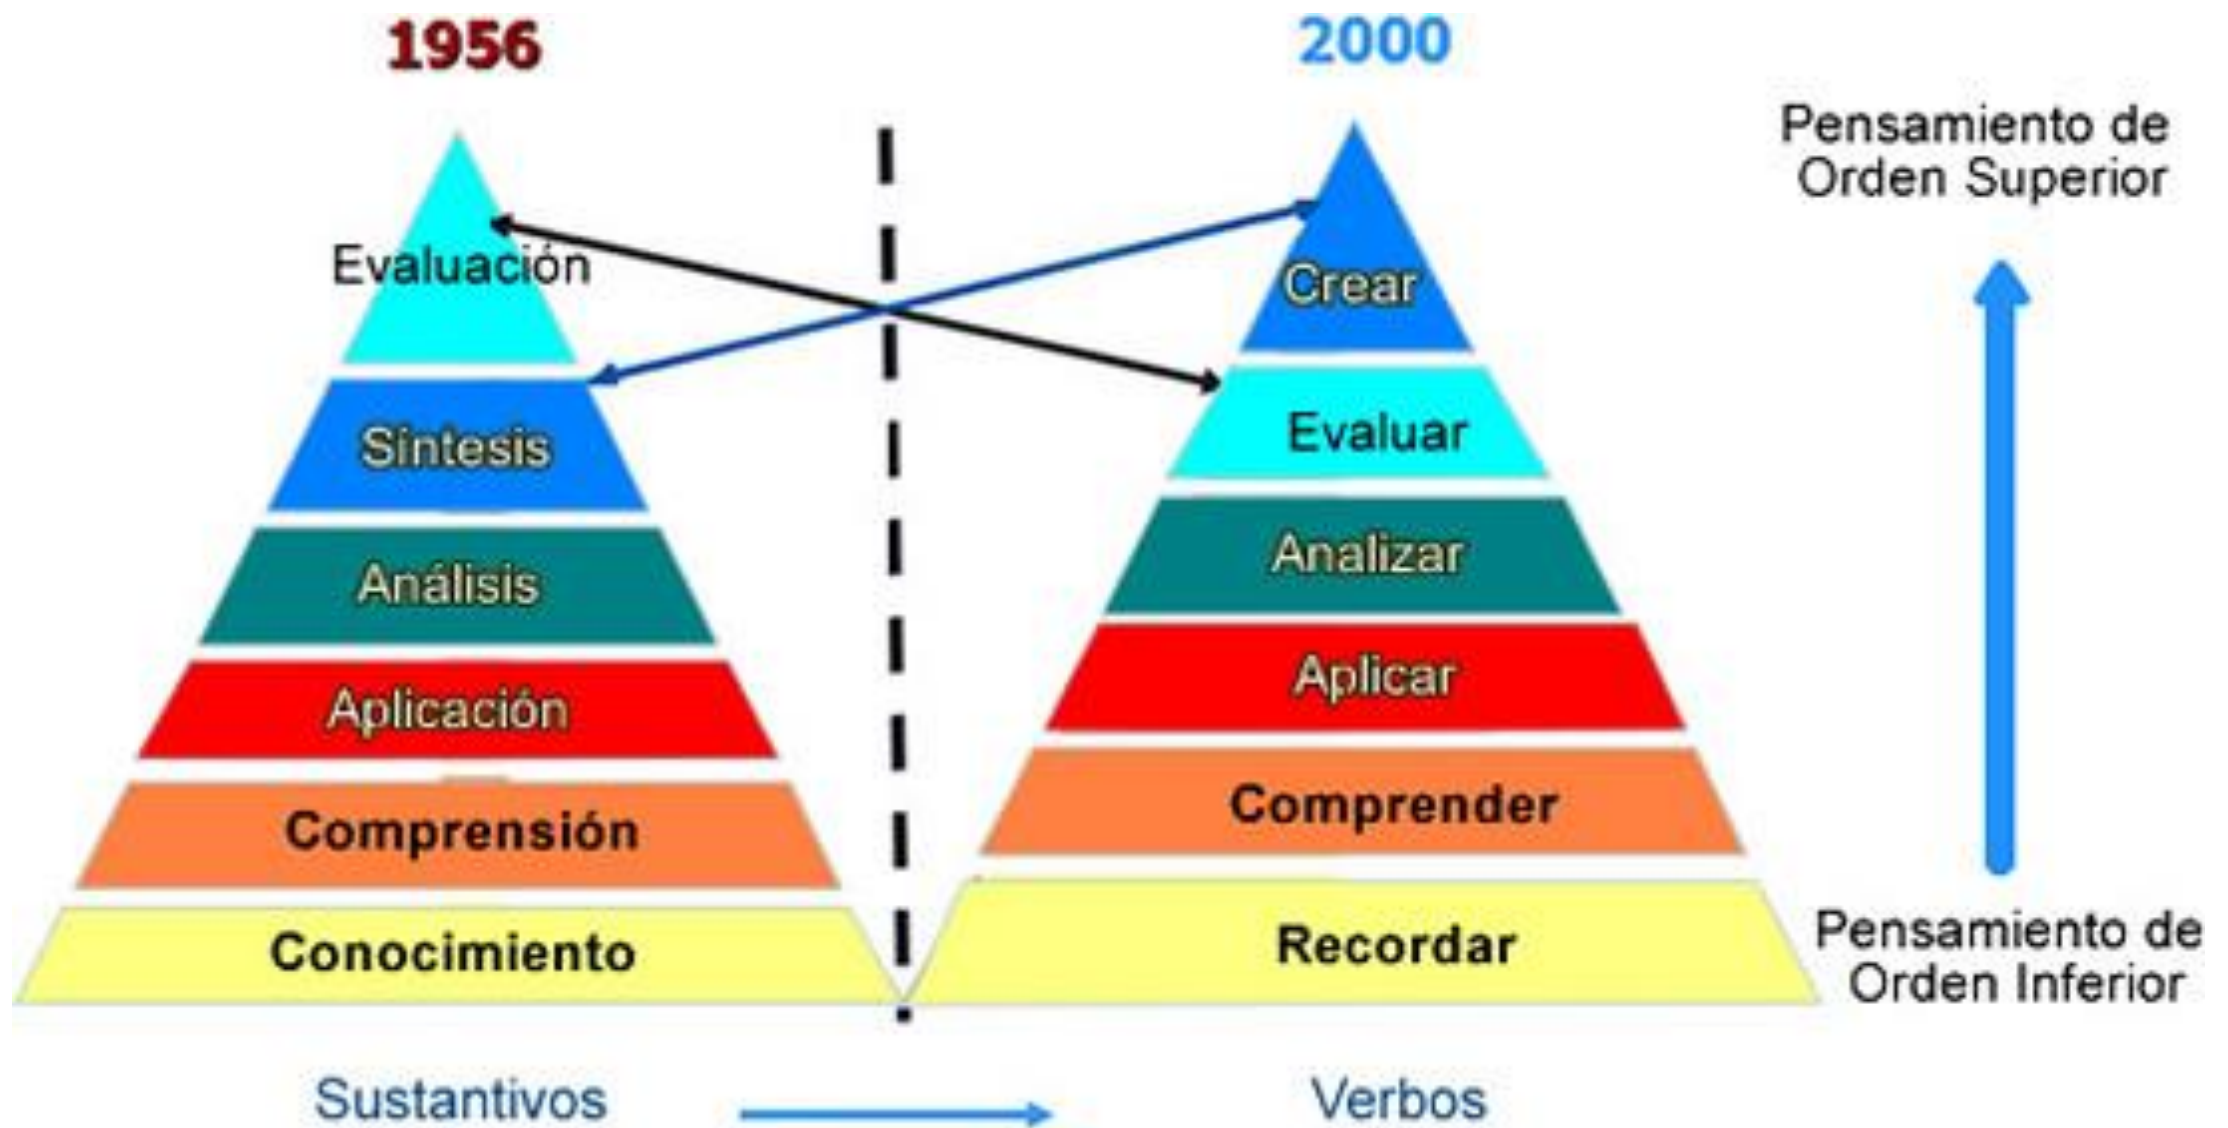 1956
Evaluación
Síntesis
Análisis
Aplicación
Comprensión
Conocimiento
Sustantivos
2000
Crear
Evaluar
Analizar
Aplicar
Comprender
Recordar
Verbos
Pensamiento de
Orden Superior
Pensamiento de
Orden Inferior